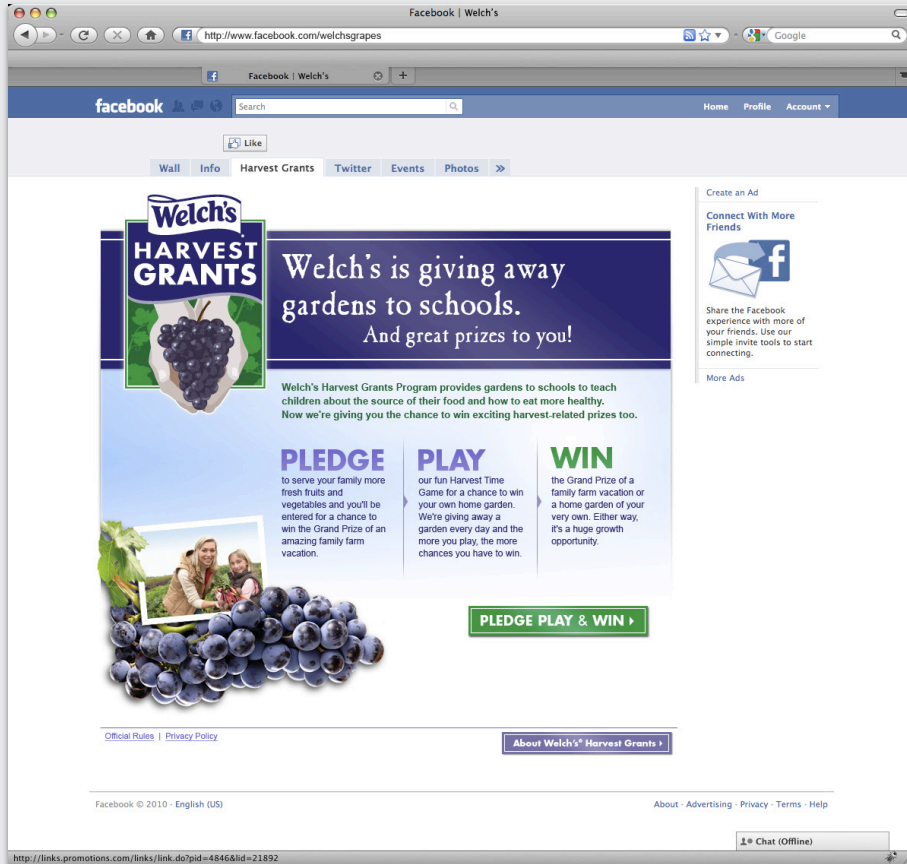 Facebook | Welch's
http://www.facebook.com/welchsgrapes
Google
Facebook | Welch's
facebook
Search
Home Profile Account
Like
Wall Info Harvest Grants Twitter Events Photos »
Welch's
HARVEST
GRANTS
Welch's is giving away
gardens to schools.
And great prizes to you!
Welch's Harvest Grants Program provides gardens to schools to teach
children about the source of their food and how to eat more healthy.
Now we're giving you the chance to win exciting harvest-related prizes too.
PLEDGE
to serve your family more
fresh fruits and
vegetables and you'll be
entered for a chance to
win the Grand Prize of an
amazing family farm
vacation.
PLAY
our fun Harvest Time
Game for a chance to win
your own home garden.
We're giving away a
garden every day and the
more you play, the more
chances you have to win.
WIN
the Grand Prize of a
family farm vacation or
a home garden of your
very own. Either way,
it's a huge growth
opportunity.
PLEDGE PLAY & WIN
Official Rules | Privacy Policy
About Welch's® Harvest Grants
Create an Ad
Connect With More
Friends
Share the Facebook
experience with more of
your friends. Use our
simple invite tools to start
connecting.
More Ads
Facebook © 2010 · English (US)
About · Advertising · Privacy · Terms · Help
Chat (Offline)
http://links.promotions.com/links/link.do?pid=4846&lid=21892